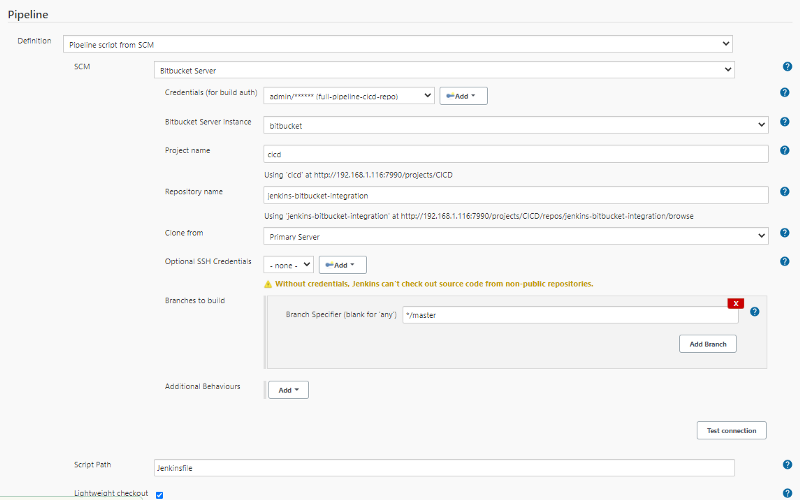 Pipeline
Definition
Pipeline script from SCM
SCM
Bitbucket Server
Credentials (for build auth)
admin/****** (full-pipeline-cicd-repo)
Add
Bitbucket Server instance
bitbucket
Project name
cicd
Using 'cicd' at http://192.168.1.116:7990/projects/CICD
Repository name
jenkins-bitbucket-integration
Using 'jenkins-bitbucket-integration' at http://192.168.1.116:7990/projects/CICD/repos/jenkins-bitbucket-integration/browse
Clone from
Primary Server
Optional SSH Credentials
- none -
Add
Without credentials, Jenkins can't check out source code from non-public repositories.
Branches to build
X
Branch Specifier (blank for 'any')
*/master
Add Branch
Additional Behaviours
Add
Test connection
Script Path
Jenkinsfile
Lightweight checkout